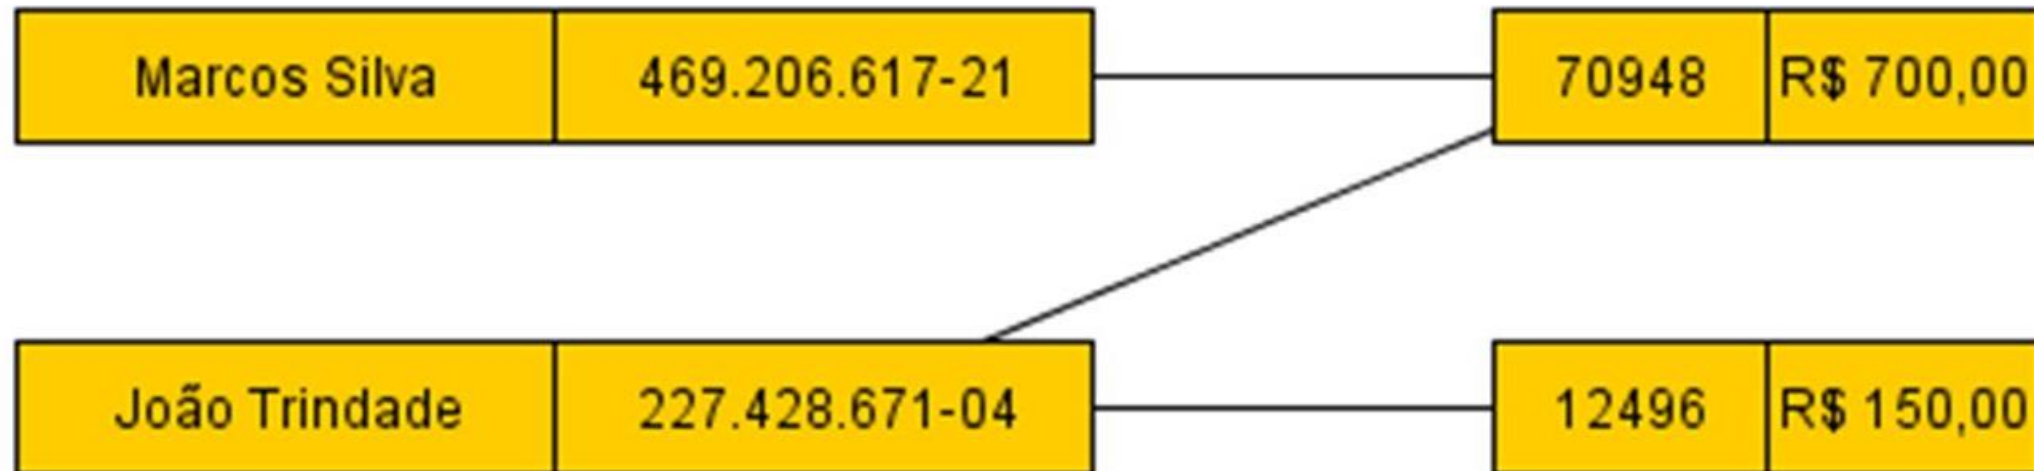 Marcos Silva 469.206.617-21 70948 R$ 700,00
João Trindade 227.428.671-04 12496 R$ 150,00